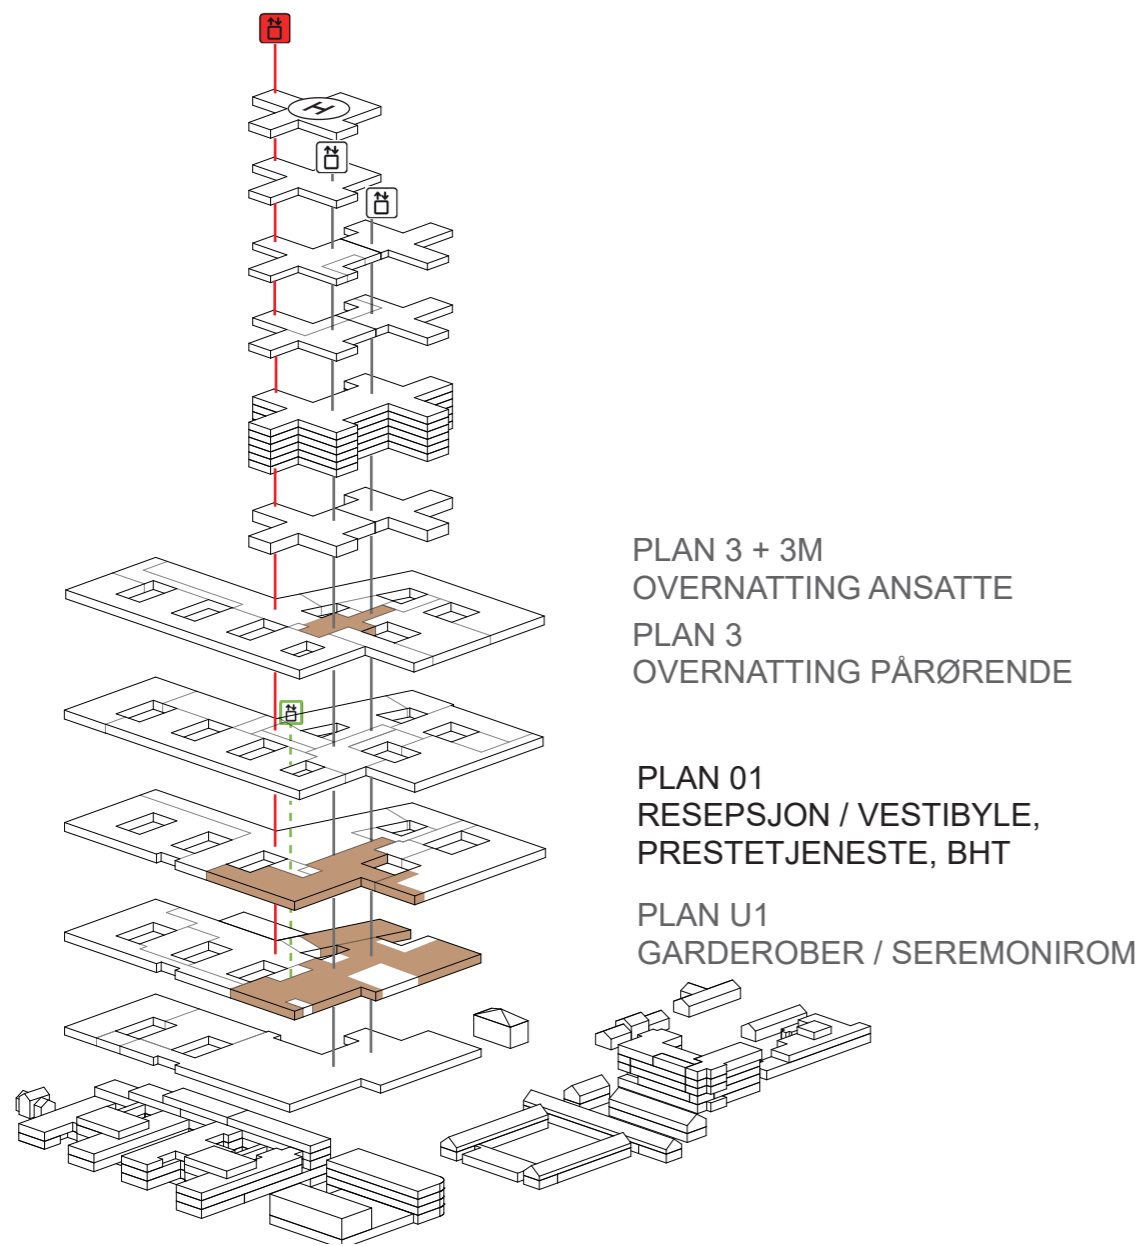 H
PLAN 3 + 3M
OVERNATTING ANSATTE
PLAN 3
OVERNATTING PÅRØRENDE
PLAN 01
RESEPSJON / VESTIBYLE,
PRESTETJENESTE, BHT
PLAN U1
GARDEROBER / SEREMONIROM